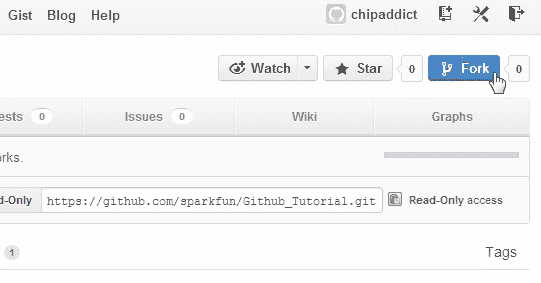 Gist Blog Help chipaddict
Watch Star 0 Fork 0
ests 0 Issues 0 Wiki Graphs
orks.
d-Only https://github.com/sparkfun/Github_Tutorial.git Read-Only access
1 Tags